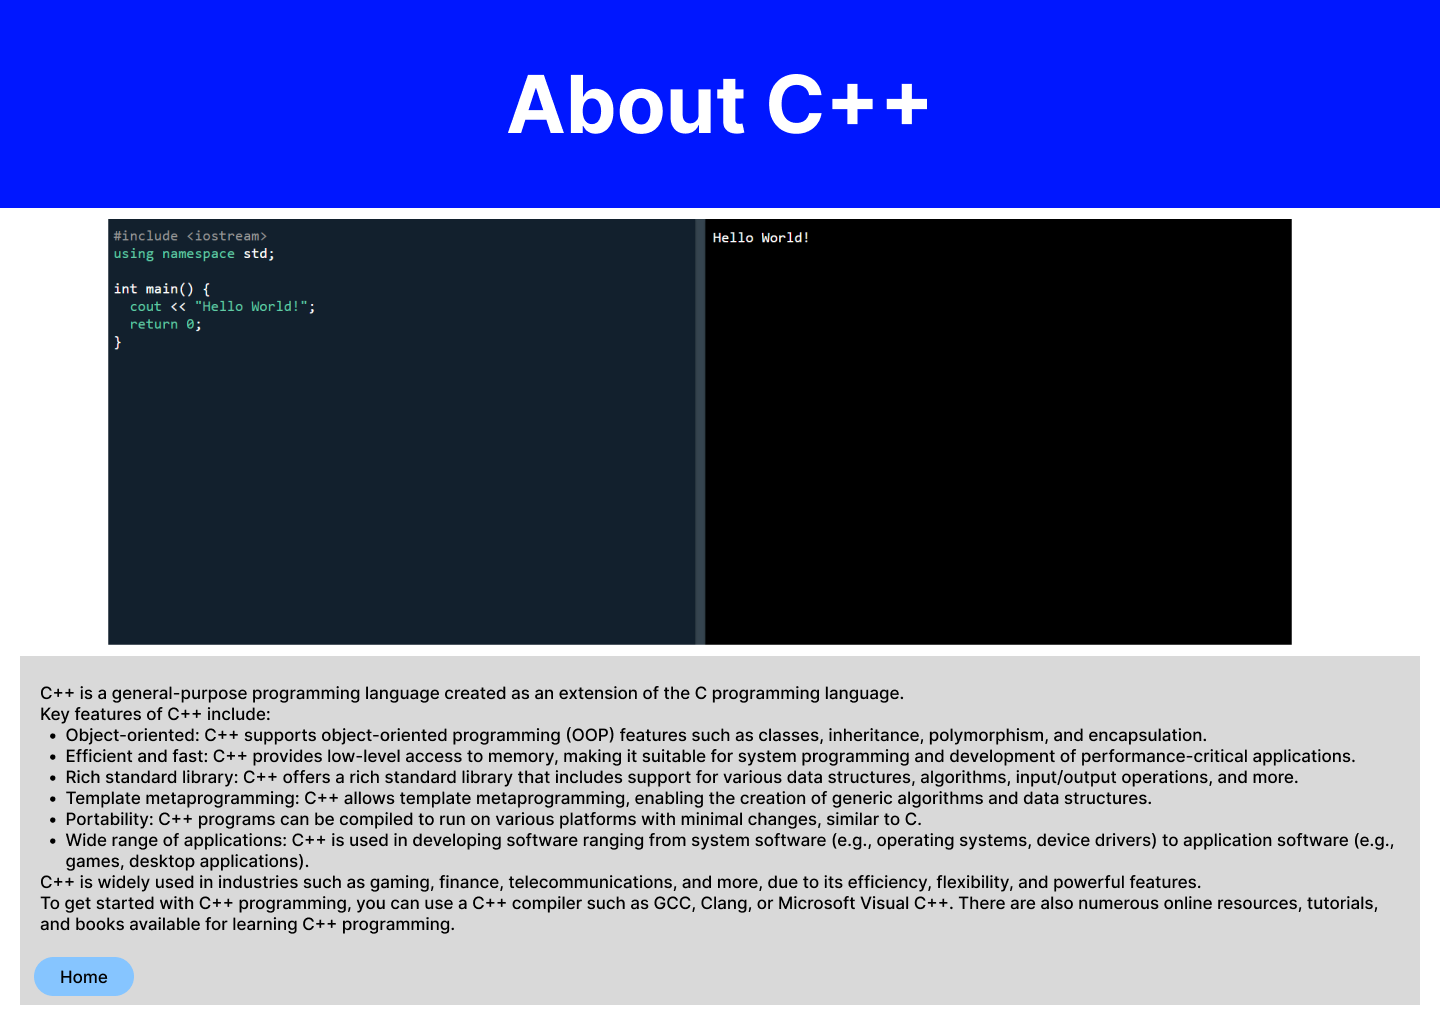 About C++
#include <iostream>
using namespace std;
int main() {
  cout << "Hello World!";
  return 0;
}
Hello World!
C++ is a general-purpose programming language created as an extension of the C programming language.
Key features of C++ include:
• Object-oriented: C++ supports object-oriented programming (OOP) features such as classes, inheritance, polymorphism, and encapsulation.
• Efficient and fast: C++ provides low-level access to memory, making it suitable for system programming and development of performance-critical applications.
• Rich standard library: C++ offers a rich standard library that includes support for various data structures, algorithms, input/output operations, and more.
• Template metaprogramming: C++ allows template metaprogramming, enabling the creation of generic algorithms and data structures.
• Portability: C++ programs can be compiled to run on various platforms with minimal changes, similar to C.
• Wide range of applications: C++ is used in developing software ranging from system software (e.g., operating systems, device drivers) to application software (e.g.,
games, desktop applications).
C++ is widely used in industries such as gaming, finance, telecommunications, and more, due to its efficiency, flexibility, and powerful features.
To get started with C++ programming, you can use a C++ compiler such as GCC, Clang, or Microsoft Visual C++. There are also numerous online resources, tutorials,
and books available for learning C++ programming.
Home